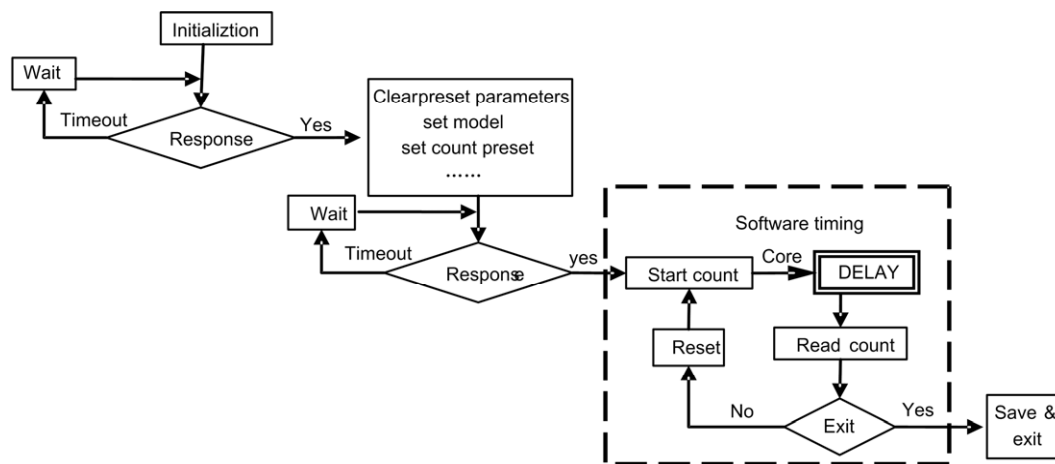 Initializtion
Wait
Timeout
Response
Yes
Clearpreset parameters
set model
set count preset
......
Wait
Timeout
Response
yes
Software timing
Start count
Core
DELAY
Reset
Read count
No
Exit
Yes
Save &
exit